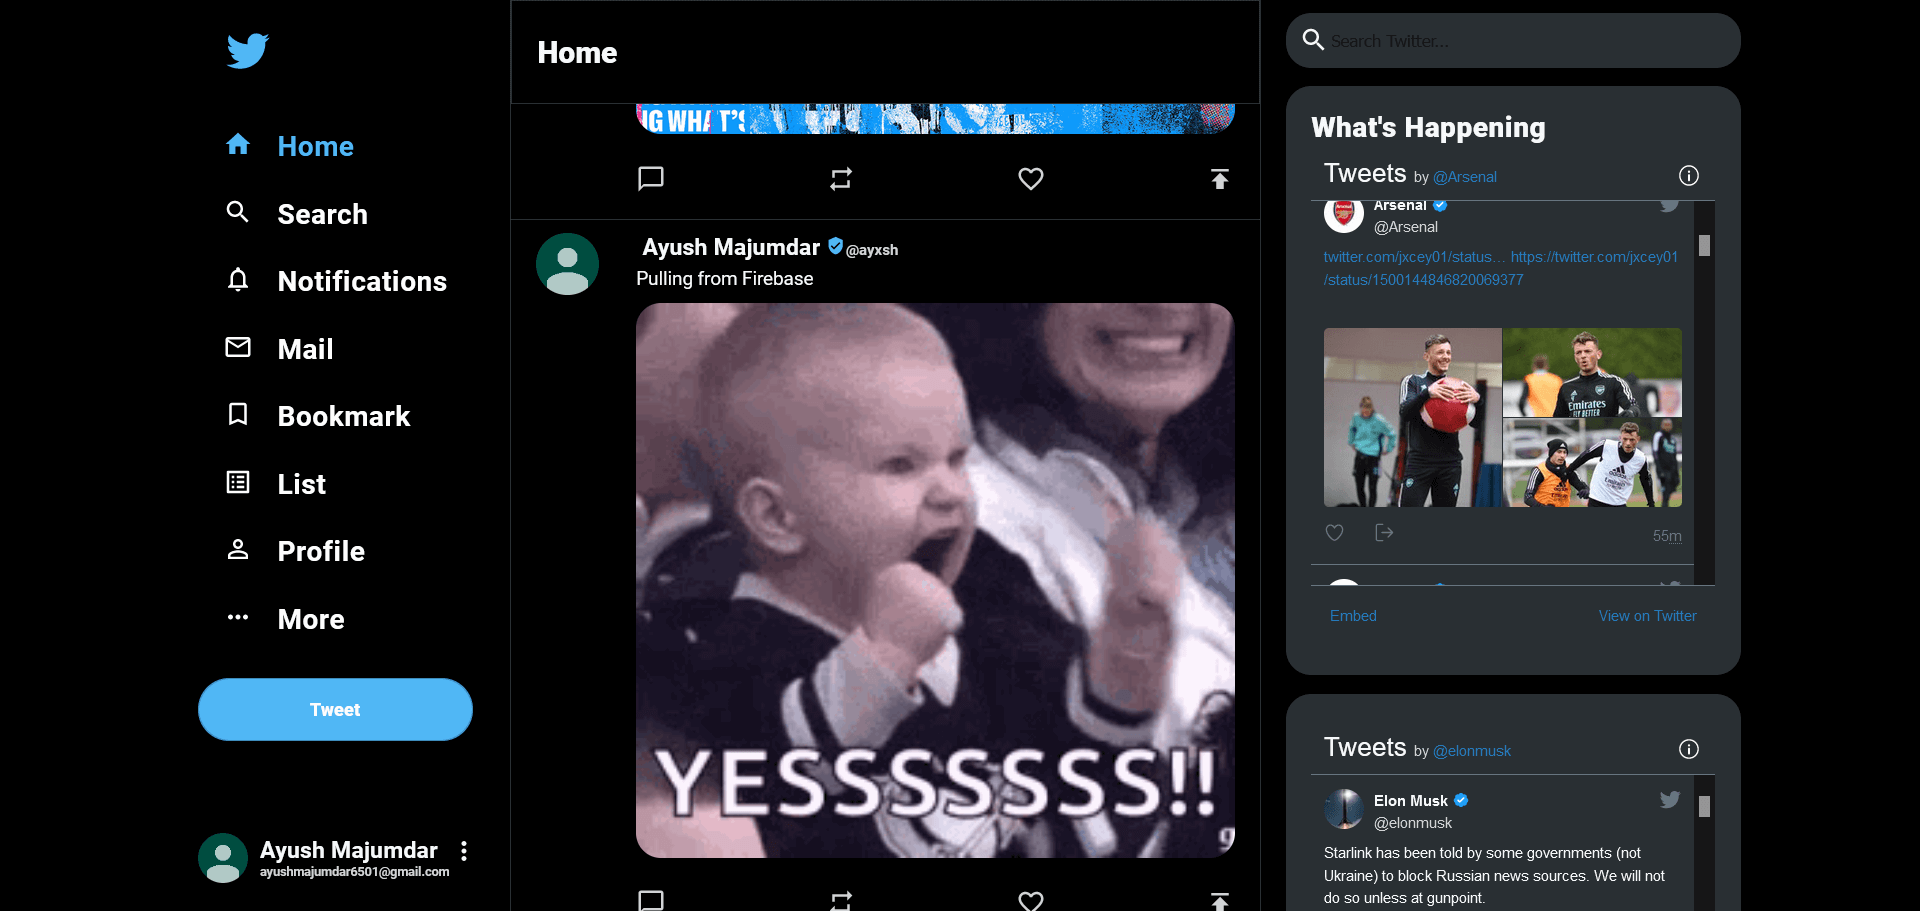 Home
Search
Notifications
Mail
Bookmark
List
Profile
More
Tweet
Ayush Majumdar
ayushmajumdar6501@gmail.com
Home
IG WHAT'S
Ayush Majumdar @ayxsh
Pulling from Firebase
YESSSSSSSS!!
g
Search Twitter...
What's Happening
Tweets by @Arsenal
Arsenal
@Arsenal
twitter.com/jxcey01/status… https://twitter.com/jxcey01
/status/1500144846820069377
Emirates
FLY BETTER
55m
Embed
View on Twitter
Tweets by @elonmusk
Elon Musk
@elonmusk
Starlink has been told by some governments (not
Ukraine) to block Russian news sources. We will not
do so unless at gunpoint.